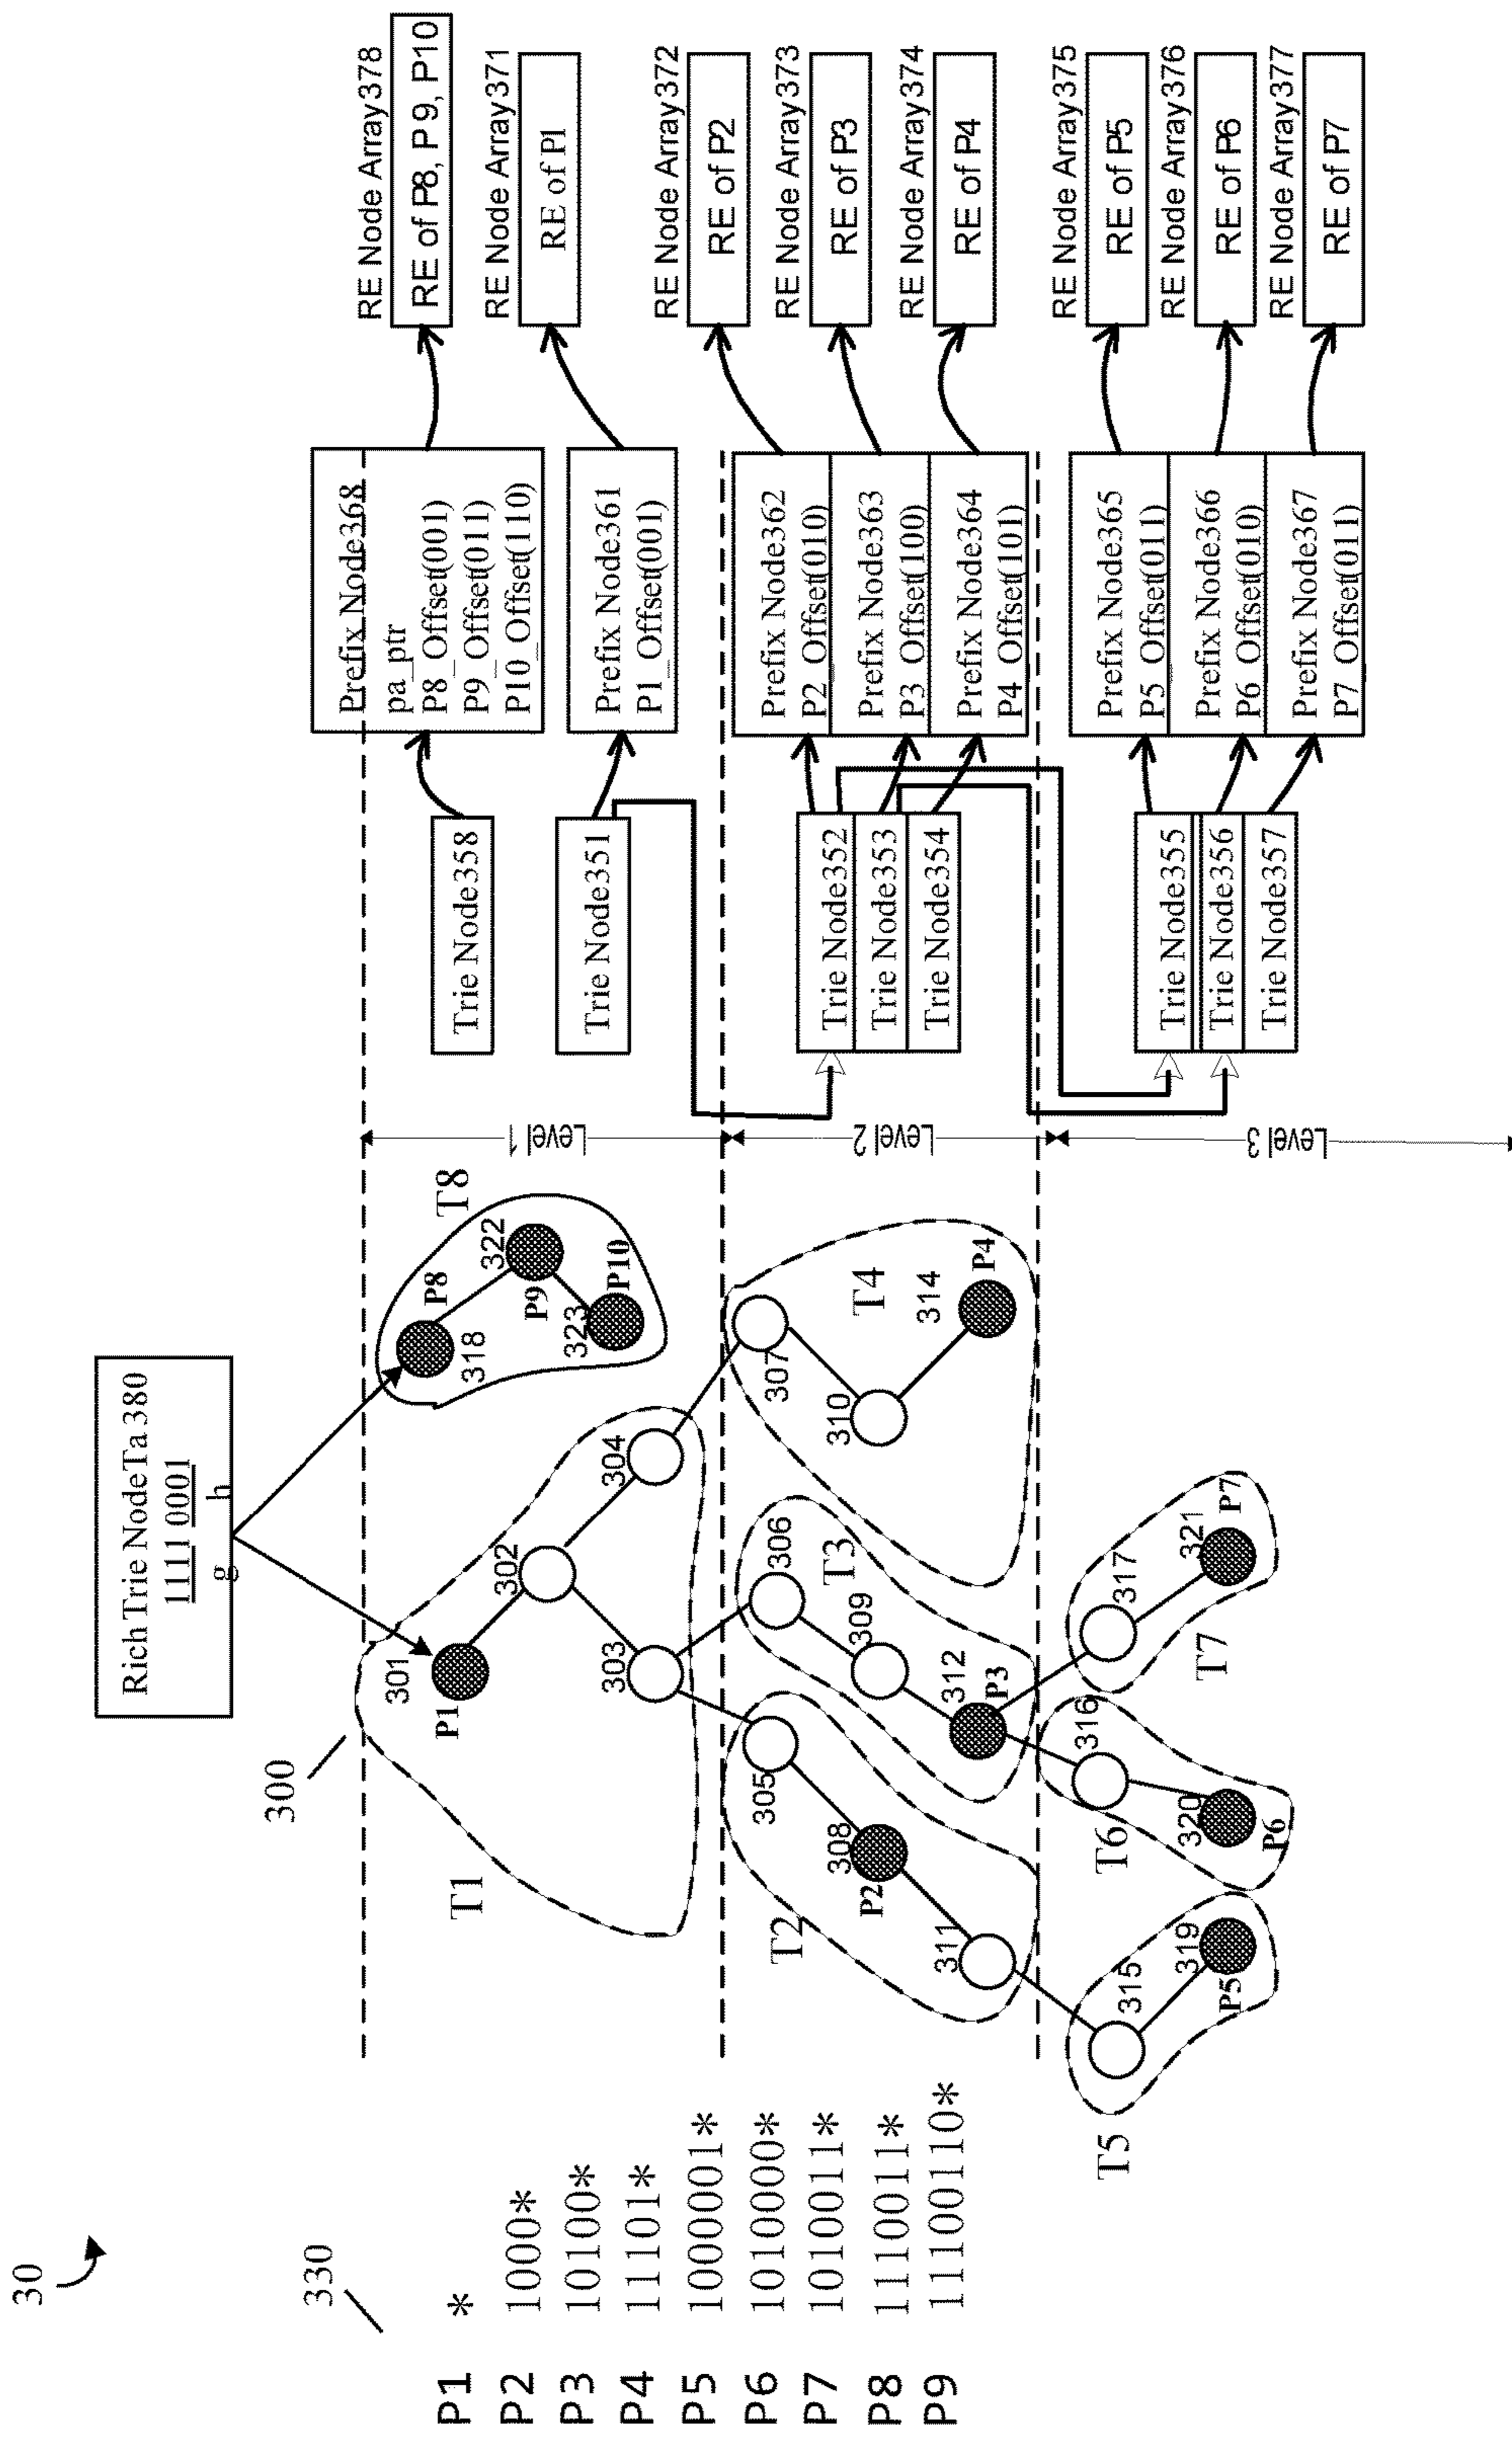 30
330
P1 *
P2 1000*
P3 10100*
P4 11101*
P5 1000001*
P6 1010000*
P7 1010011*
P8 1110011*
P9 11100110*
300
Rich Trie NodeTa 380
1111 0001
g
h
T1
301
P1
302
303
304
T8
P8
318
322
P9
323
P10
T2
305
308
P2
311
306
T3
309
312
P3
307
310
T4
314
P4
T5
315
319
P5
316
T6
320
P6
317
T7
321
P7
Level 1
Level 2
Level 3
Trie Node358
Trie Node351
Trie Node352
Trie Node353
Trie Node354
Trie Node355
Trie Node356
Trie Node357
Prefix Node368
pa_ptr
P8_Offset(001)
P9_Offset(011)
P10_Offset(110)
Prefix Node361
P1_Offset(001)
Prefix Node362
P2_Offset(010)
Prefix Node363
P3_Offset(100)
Prefix Node364
P4_Offset(101)
Prefix Node365
P5_Offset(011)
Prefix Node366
P6_Offset(010)
Prefix Node367
P7_Offset(011)
RE Node Array378
RE of P8, P9, P10
RE Node Array371
RE of P1
RE Node Array372
RE of P2
RE Node Array373
RE of P3
RE Node Array374
RE of P4
RE Node Array375
RE of P5
RE Node Array376
RE of P6
RE Node Array377
RE of P7